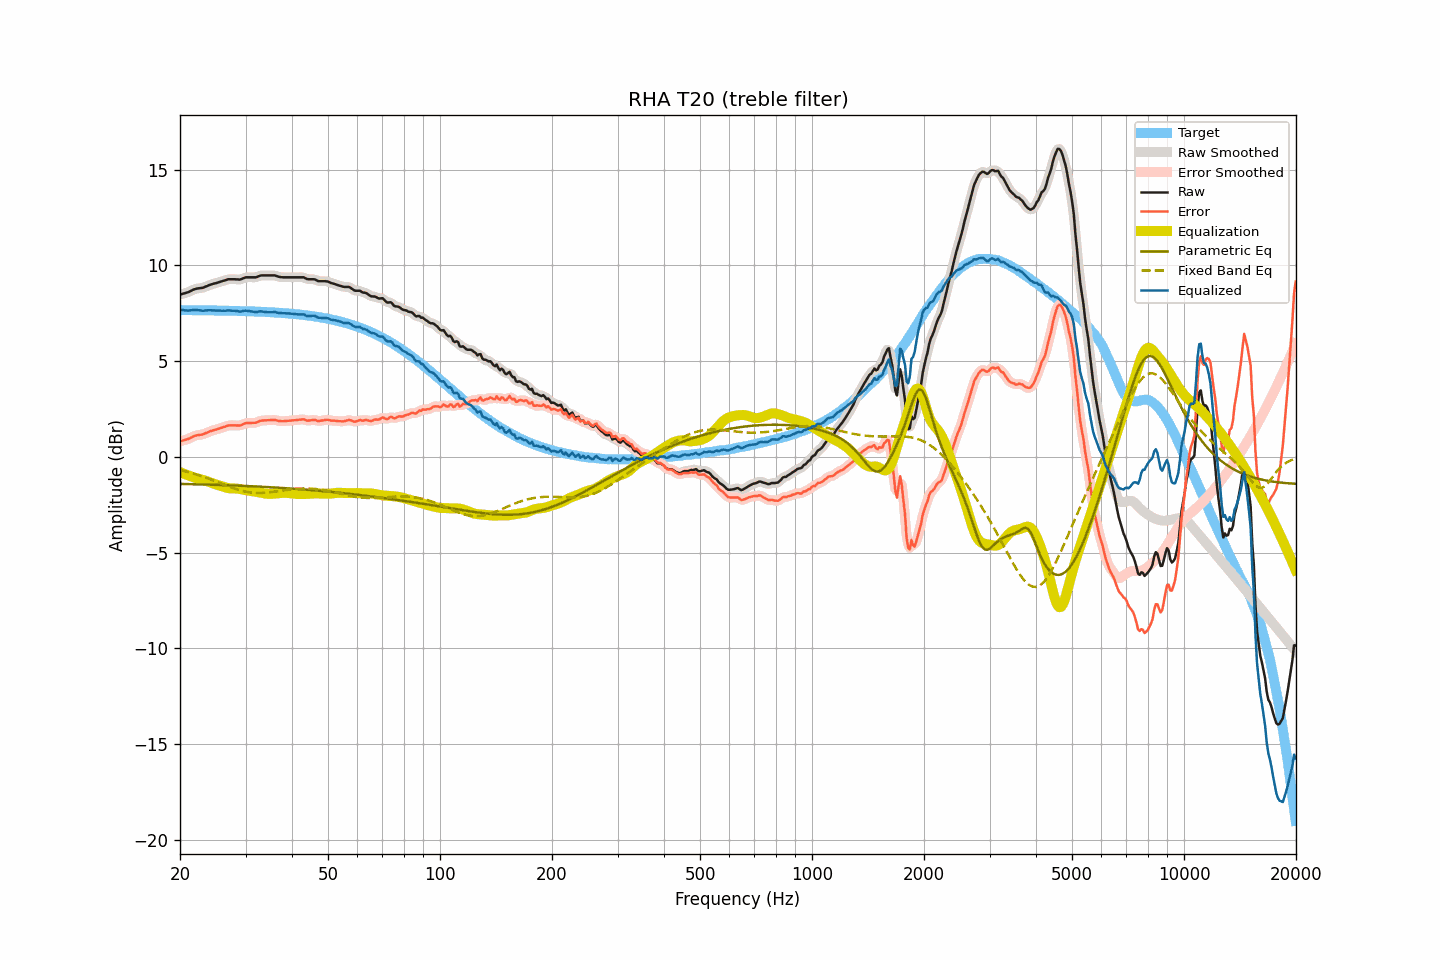 RHA T20 (treble filter)
Target
Raw Smoothed
Error Smoothed
Raw
Error
Equalization
Parametric Eq
Fixed Band Eq
Equalized
15
10
5
0
−5
−10
−15
−20
Amplitude (dBr)
20 50 100 200 500 1000 2000 5000 10000 20000
Frequency (Hz)